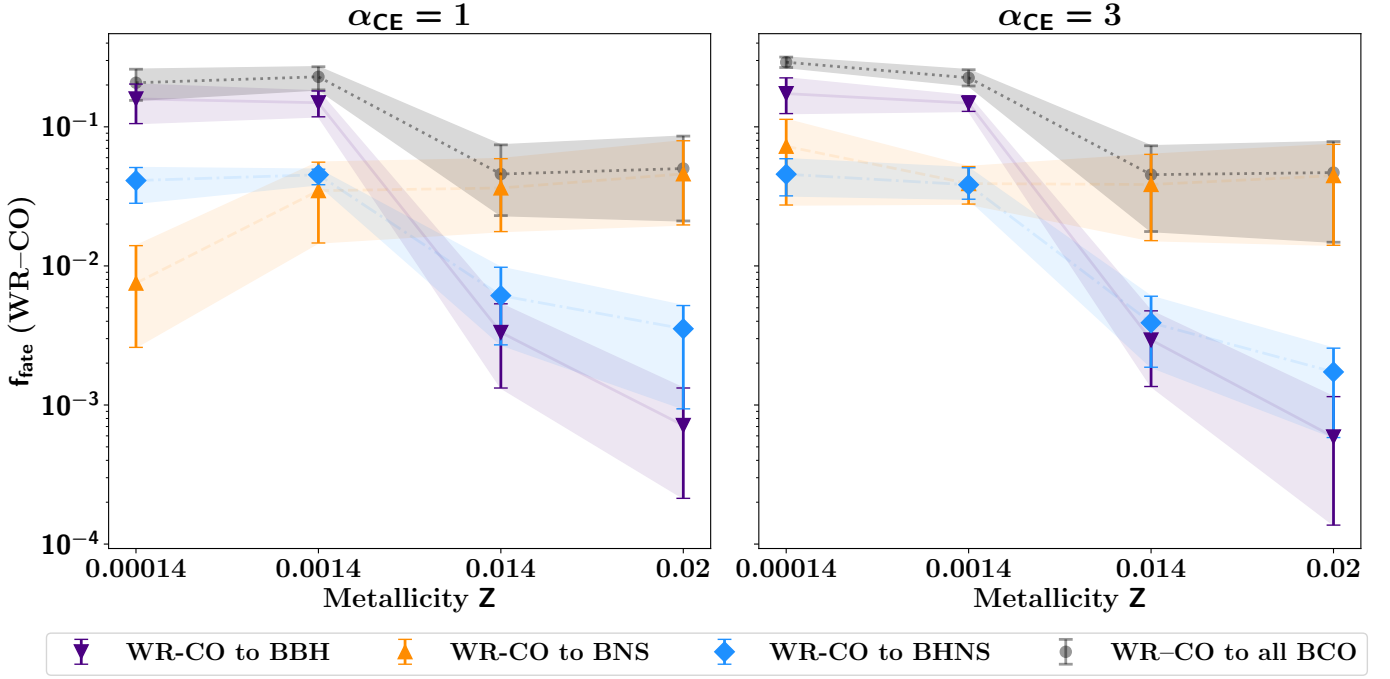 α_CE = 1
α_CE = 3
f_fate (WR–CO)
10^−1
10^−2
10^−3
10^−4
0.00014 0.0014 0.014 0.02
0.00014 0.0014 0.014 0.02
Metallicity Z
Metallicity Z
WR-CO to BBH WR-CO to BNS WR-CO to BHNS WR–CO to all BCO